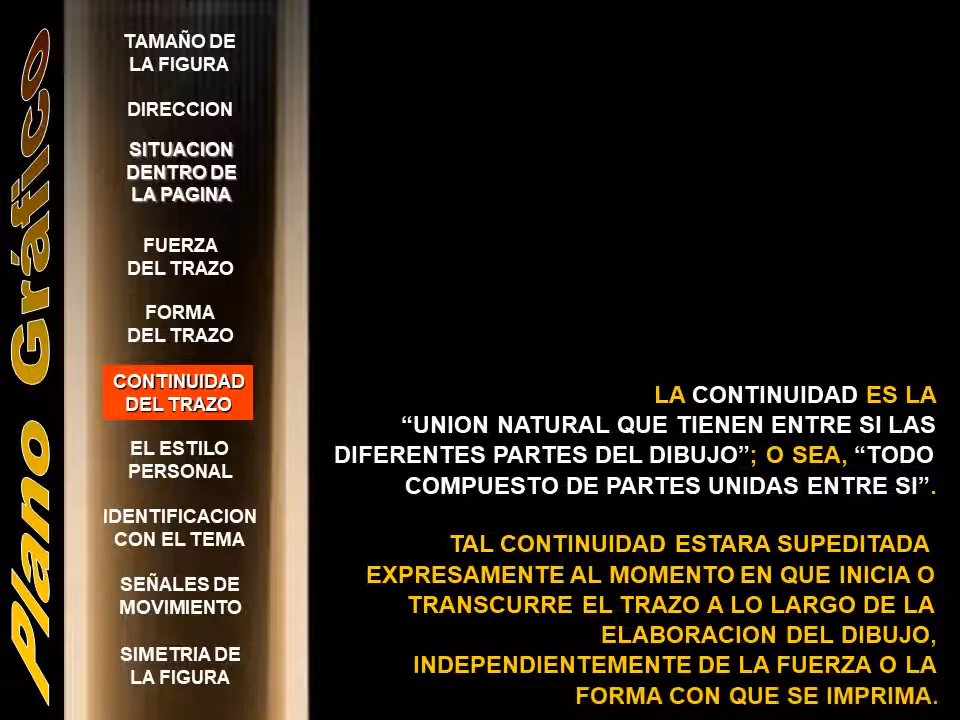 Plano Gráfico
TAMAÑO DE
LA FIGURA
DIRECCION
SITUACION
DENTRO DE
LA PAGINA
FUERZA
DEL TRAZO
FORMA
DEL TRAZO
CONTINUIDAD
DEL TRAZO
EL ESTILO
PERSONAL
IDENTIFICACION
CON EL TEMA
SEÑALES DE
MOVIMIENTO
SIMETRIA DE
LA FIGURA
LA CONTINUIDAD ES LA
“UNION NATURAL QUE TIENEN ENTRE SI LAS
DIFERENTES PARTES DEL DIBUJO”; O SEA, “TODO
COMPUESTO DE PARTES UNIDAS ENTRE SI”.
TAL CONTINUIDAD ESTARA SUPEDITADA
EXPRESAMENTE AL MOMENTO EN QUE INICIA O
TRANSCURRE EL TRAZO A LO LARGO DE LA
ELABORACION DEL DIBUJO,
INDEPENDIENTEMENTE DE LA FUERZA O LA
FORMA CON QUE SE IMPRIMA.